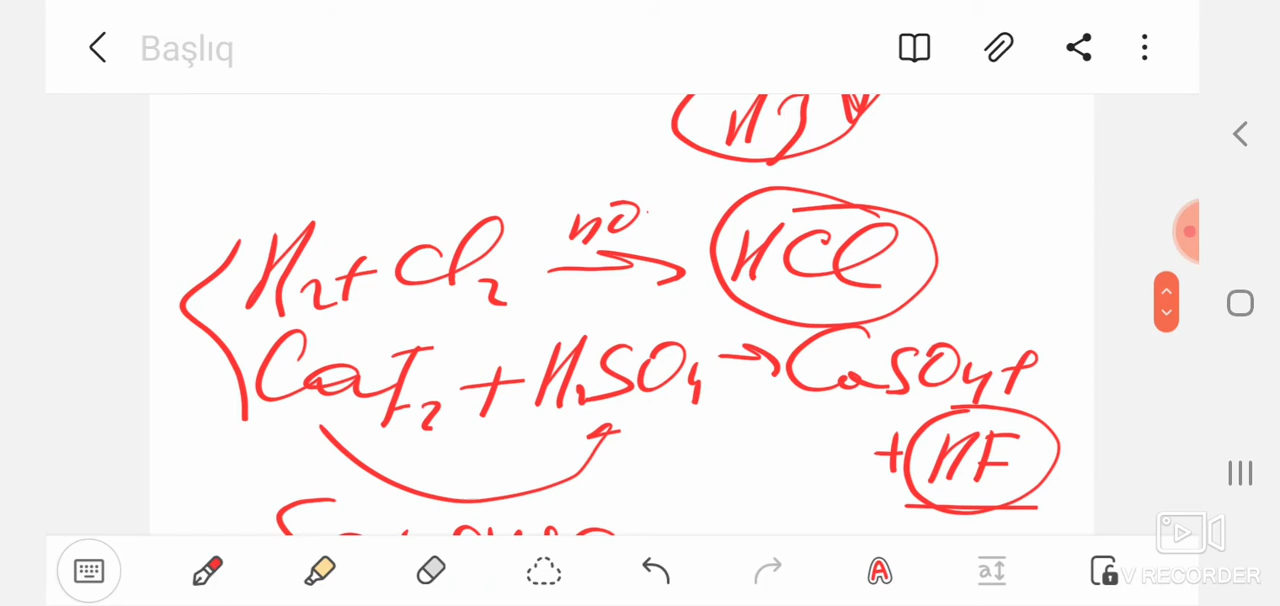 Başlıq
H₂ + Cl₂ → HCl
CaF₂ + H₂SO₄ → CaSO₄ +
+ HF
V RECORDER